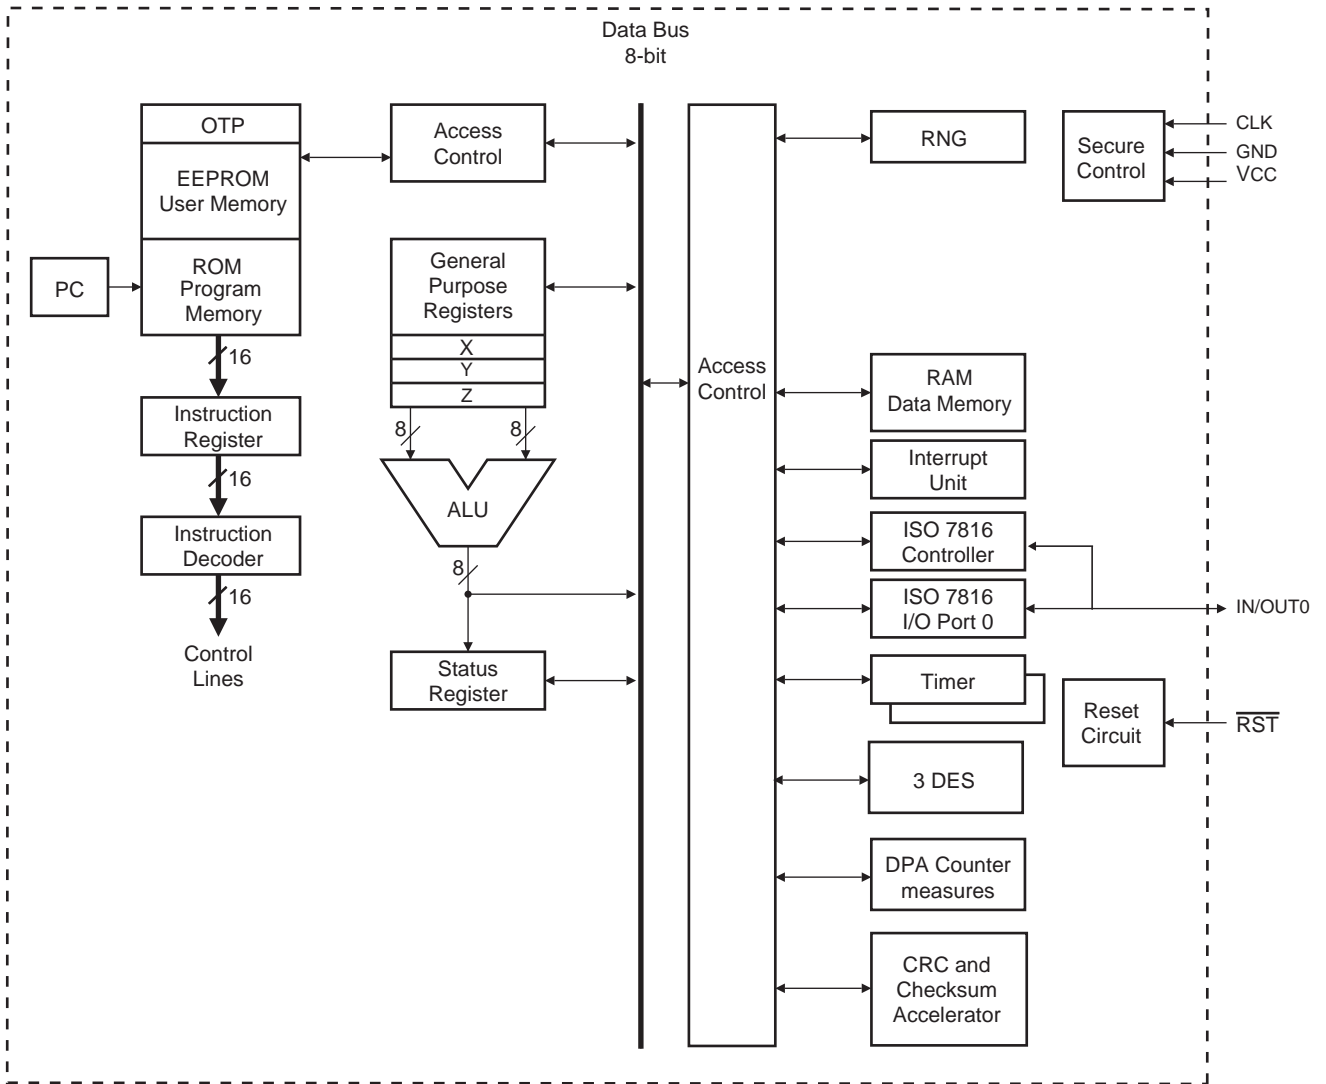 Data Bus
8-bit
OTP
EEPROM
User Memory
ROM
Program
Memory
PC
16
Instruction
Register
16
Instruction
Decoder
16
Control
Lines
Access
Control
General
Purpose
Registers
X
Y
Z
8
8
ALU
8
Status
Register
Access
Control
RNG
RAM
Data Memory
Interrupt
Unit
ISO 7816
Controller
ISO 7816
I/O Port 0
Timer
3 DES
DPA Counter
measures
CRC and
Checksum
Accelerator
Secure
Control
CLK
GND
VCC
IN/OUT0
Reset
Circuit
RST